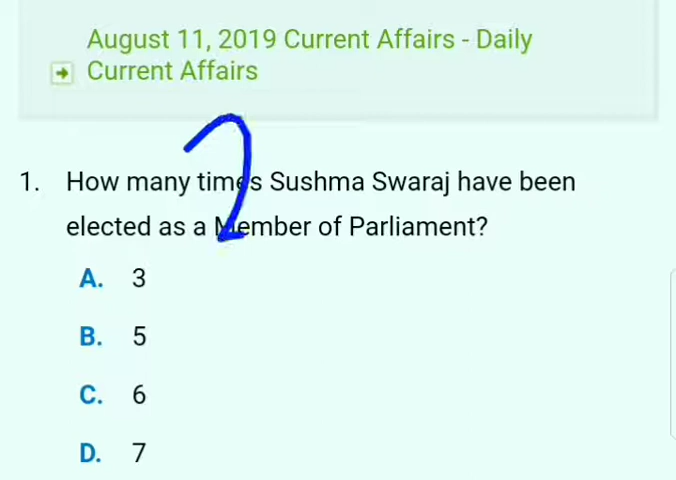 August 11, 2019 Current Affairs - Daily
Current Affairs
1. How many times Sushma Swaraj have been
elected as a Member of Parliament?
A. 3
B. 5
C. 6
D. 7